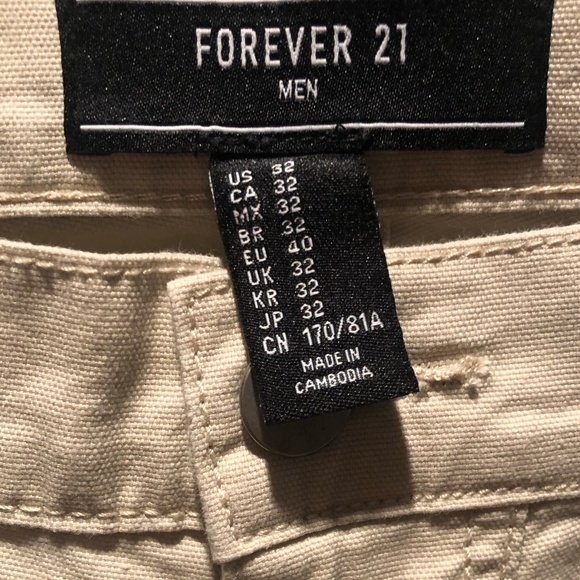 FOREVER 21
MEN
US 32
CA 32
MX 32
BR 32
EU 40
UK 32
KR 32
JP 32
CN 170/81A
MADE IN
CAMBODIA